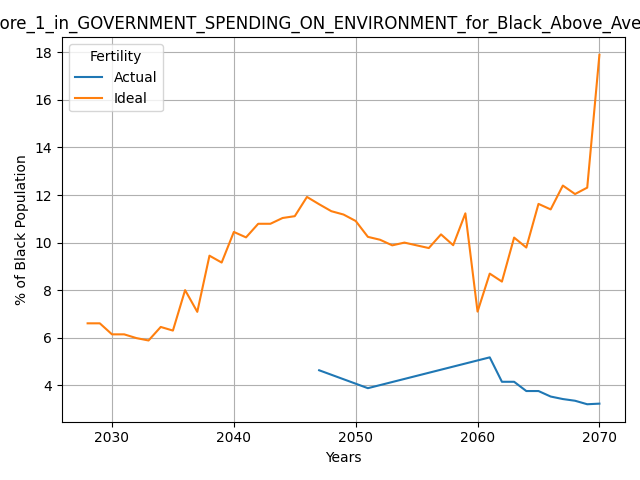 ore_1_in_GOVERNMENT_SPENDING_ON_ENVIRONMENT_for_Black_Above_Ave
Fertility
Actual
Ideal
18
16
14
12
10
8
6
4
% of Black Population
2030
2040
2050
2060
2070
Years